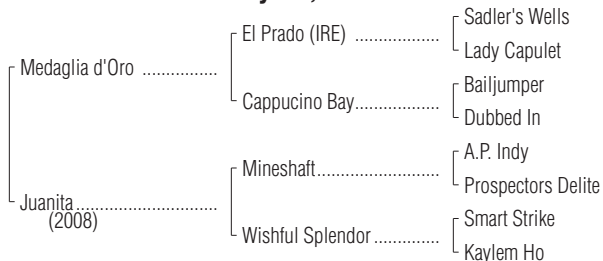 Sadler's Wells
El Prado (IRE) ..................
Lady Capulet
Medaglia d'Oro ................
Bailjumper
Cappucino Bay..................
Dubbed In
A.P. Indy
Mineshaft..........................
Prospectors Delite
Juanita..............................
(2008)
Smart Strike
Wishful Splendor ..............
Kaylem Ho